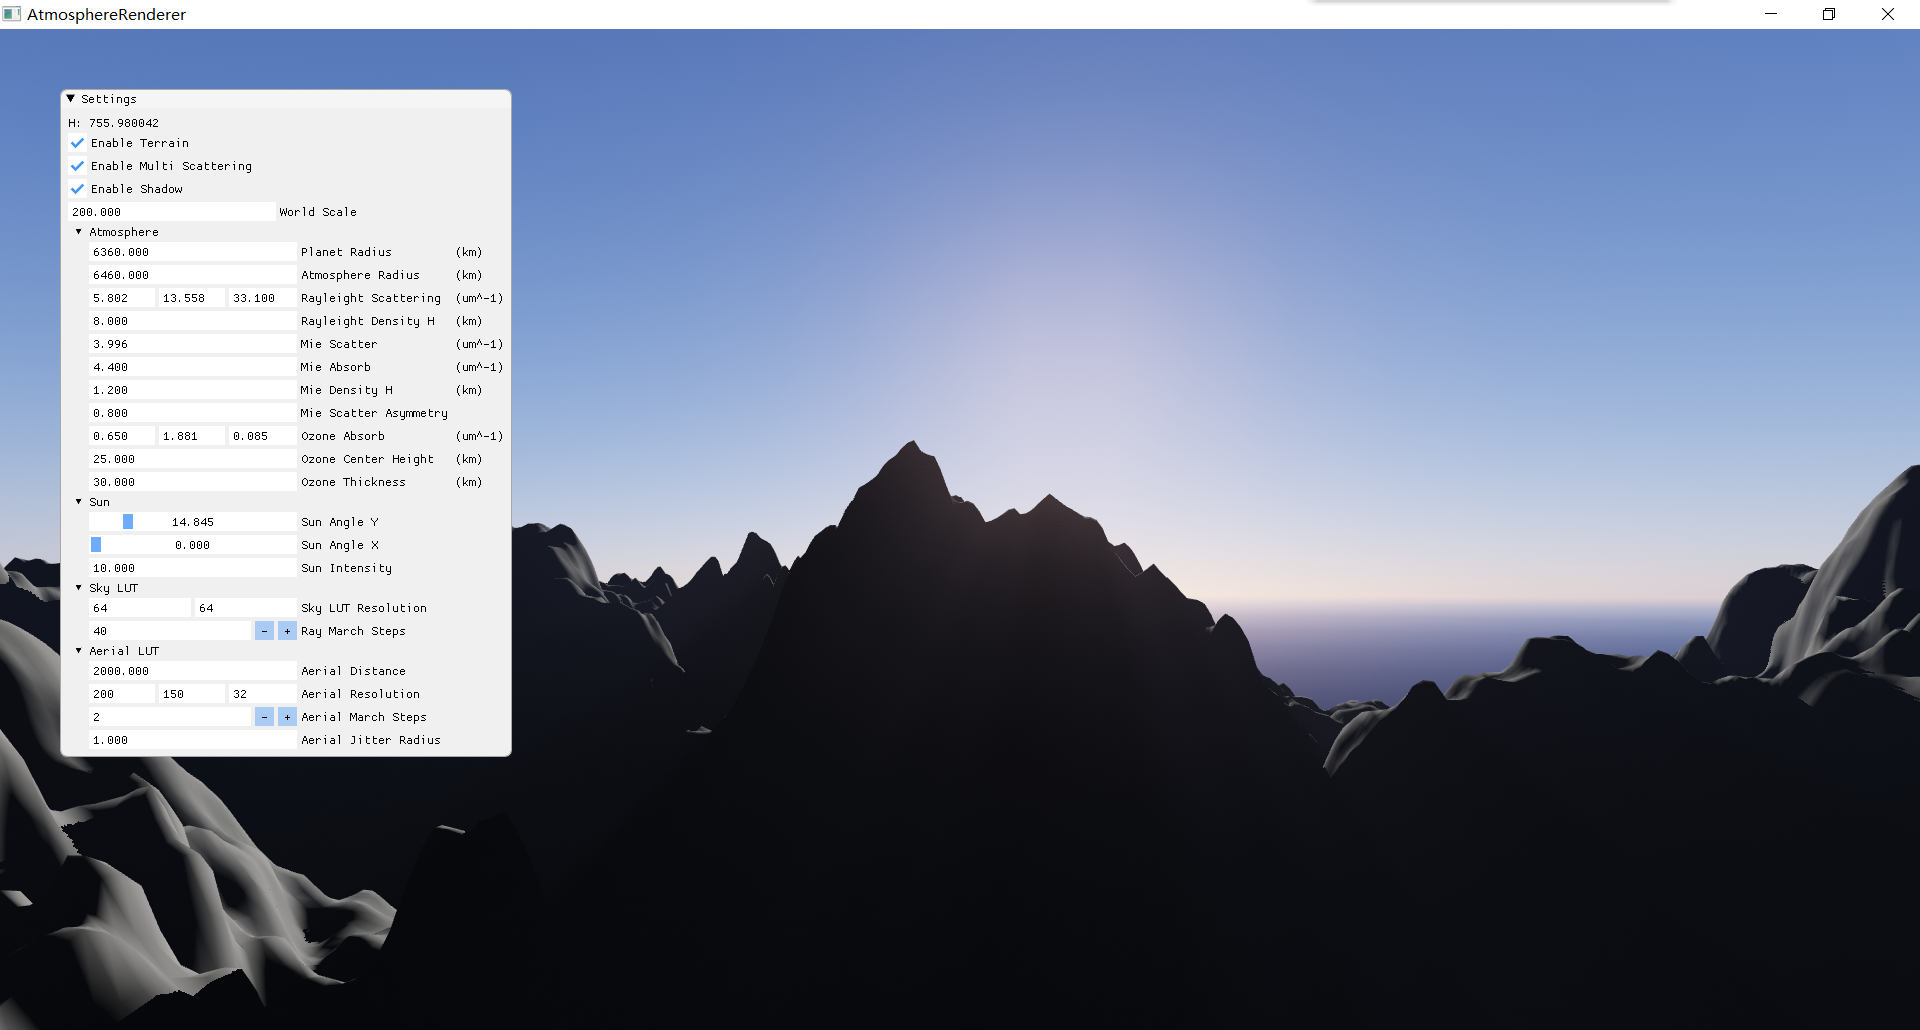 AtmosphereRenderer
Settings
H: 755.980042
Enable Terrain
Enable Multi Scattering
Enable Shadow
200.000 World Scale
Atmosphere
6360.000 Planet Radius (km)
6460.000 Atmosphere Radius (km)
5.802 13.558 33.100 Rayleight Scattering (um^-1)
8.000 Rayleight Density H (km)
3.996 Mie Scatter (um^-1)
4.400 Mie Absorb (um^-1)
1.200 Mie Density H (km)
0.800 Mie Scatter Asymmetry
0.650 1.881 0.085 Ozone Absorb (um^-1)
25.000 Ozone Center Height (km)
30.000 Ozone Thickness (km)
Sun
14.845 Sun Angle Y
0.000 Sun Angle X
10.000 Sun Intensity
Sky LUT
64 64 Sky LUT Resolution
40 - + Ray March Steps
Aerial LUT
2000.000 Aerial Distance
200 150 32 Aerial Resolution
2 - + Aerial March Steps
1.000 Aerial Jitter Radius